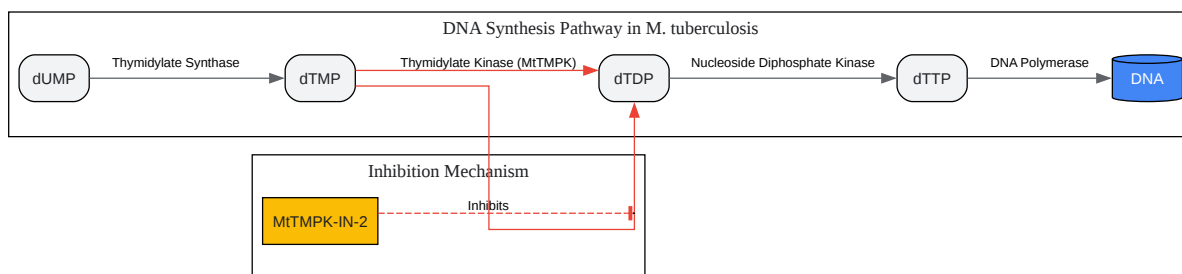 DNA Synthesis Pathway in M. tuberculosis
dUMP
Thymidylate Synthase
dTMP
Thymidylate Kinase (MtTMPK)
dTDP
Nucleoside Diphosphate Kinase
dTTP
DNA Polymerase
DNA
Inhibition Mechanism
MtTMPK-IN-2
Inhibits